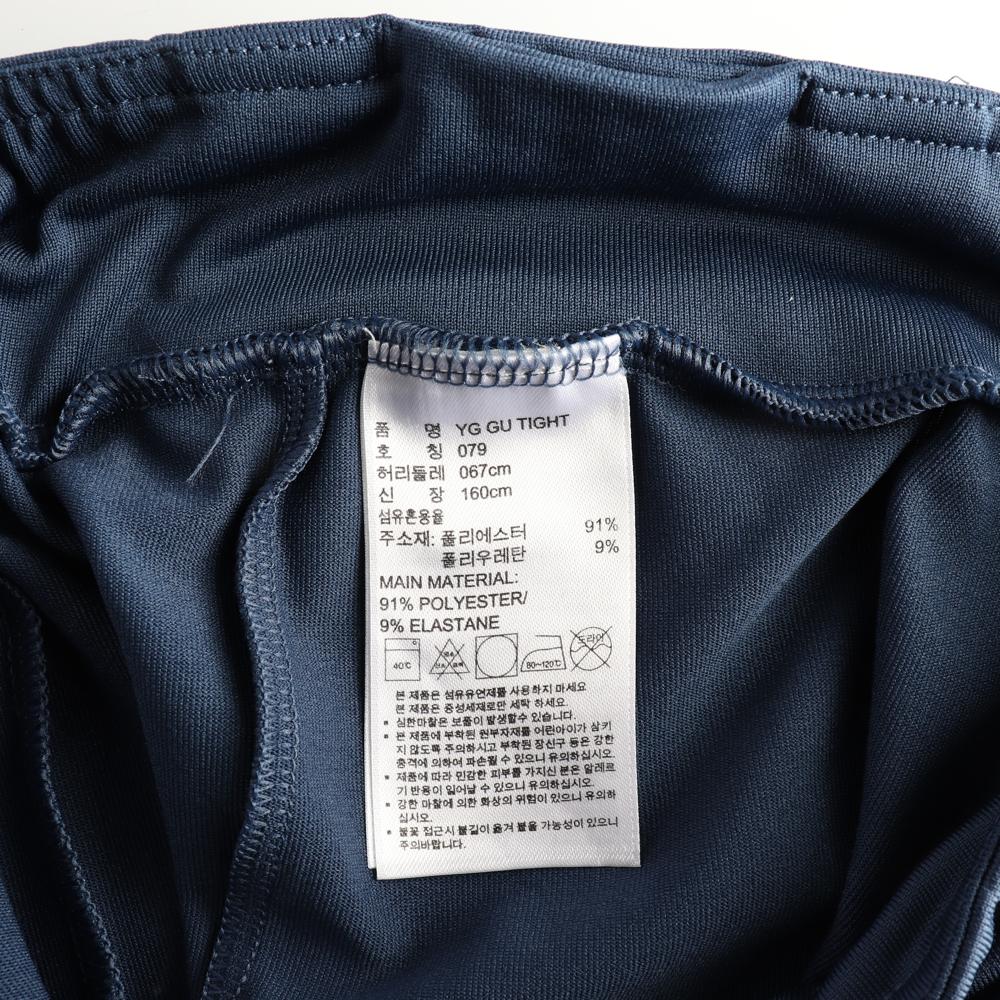 품 명 YG GU TIGHT
호 칭 079
허리둘레 067cm
신 장 160cm
섬유혼용율
주소재: 폴리에스터 91%
폴리우레탄 9%
MAIN MATERIAL:
91% POLYESTER/
9% ELASTANE
40℃ 80~120℃ 드라이
본 제품은 섬유유연제를 사용하지 마세요
본 제품은 중성세제로만 세탁 하세요.
▪ 심한마찰은 보풀이 발생할수 있습니다.
▪ 본 제품에 부착된 원부자재를 어린아이가 삼키
지 않도록 주의하시고 부착된 장신구 등은 강한
충격에 의하여 파손될 수 있으니 유의하십시오.
▪ 제품에 따라 민감한 피부를 가지신 분은 알레르
기 반응이 일어날 수 있으니 유의하십시오.
▪ 강한 마찰에 의한 화상의 위험이 있으니 유의하
십시오.
▪ 불꽃 접근시 불길이 옮겨 붙을 가능성이 있으니
주의바랍니다.